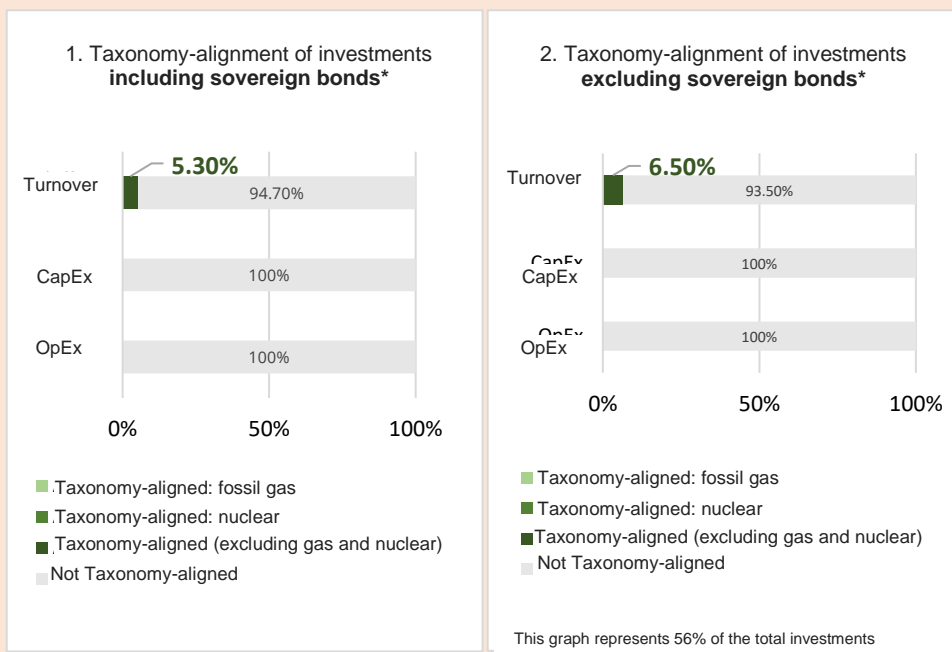 1. Taxonomy-alignment of investments
including sovereign bonds*
5.30%
Turnover
94.70%
CapEx
100%
OpEx
100%
0%
50%
100%
Taxonomy-aligned: fossil gas
Taxonomy-aligned: nuclear
Taxonomy-aligned (excluding gas and nuclear)
Not Taxonomy-aligned
2. Taxonomy-alignment of investments
excluding sovereign bonds*
6.50%
Turnover
93.50%
CapEx
CapEx
100%
OpEx
OpEx
100%
0%
50%
100%
Taxonomy-aligned: fossil gas
Taxonomy-aligned: nuclear
Taxonomy-aligned (excluding gas and nuclear)
Not Taxonomy-aligned
This graph represents 56% of the total investments